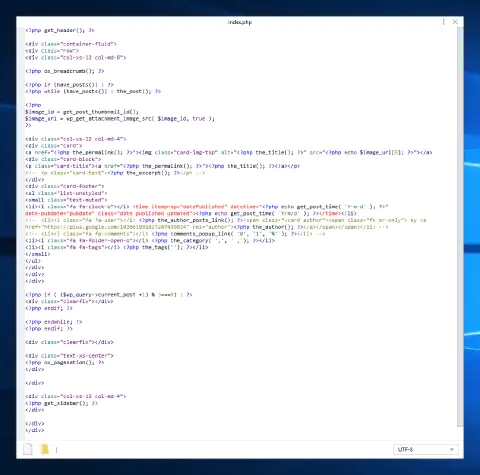 index.php
<?php get_header(); ?>
<div class="container-fluid">
<div class="row">
<div class="col-xs-12 col-md-8">
<?php os_breadcrumb(); ?>
<?php if (have_posts()) : ?>
<?php while (have_posts()) : the_post(); ?>
<?php
$image_id = get_post_thumbnail_id();
$image_url = wp_get_attachment_image_src( $image_id, true );
?>
<div class="col-xs-12 col-md-4">
<div class="card">
<a href="<?php the_permalink(); ?>"><img class="card-img-top" alt="<?php the_title(); ?>" src="<?php echo $image_url[0]; ?>"></a>
<div class="card-block">
<p class="card-title"><a href="<?php the_permalink(); ?>"><?php the_title(); ?></a></p>
<!-- <p class="card-text"><?php the_excerpt(); ?></p> -->
</div>
<div class="card-footer">
<ul class="list-unstyled">
<small class="text-muted">
<li><i class="fa fa-clock-o"></i> <time itemprop="datePublished" datetime="<?php echo get_post_time( 'Y-m-d' ); ?>"
pubdate="pubdate" class="date published updated"><?php echo get_post_time( 'Y/m/d' ); ?></time></li>
<!-- <li><i class="fa fa-user"></i> <?php the_author_posts_link(); ?><span class="vcard author"><span class="fn sr-only"> by <a
rel="author"><?php the_author(); ?></a></span></span></li> -->
<!-- <li><i class="fa fa-comments"></i> <?php comments_popup_link( '0', '1', '%' ); ?></li> -->
<li><i class="fa fa-folder-open-o"></i> <?php the_category( ', ' ); ?></li>
<li><i class="fa fa-tags"></i> <?php the_tags(''); ?></li>
</small>
</ul>
</div>
</div>
</div>
<?php if ( ($wp_query->current_post +1) % 3===0) : ?>
<div class="clearfix"></div>
<?php endif; ?>
<?php endwhile; ?>
<?php endif; ?>
<div class="clearfix"></div>
<div class="text-xs-center">
<?php os_pagenation(); ?>
</div>
</div>
<div class="col-xs-12 col-md-4">
<?php get_sidebar(); ?>
</div>
</div>
</div>
UTF-8